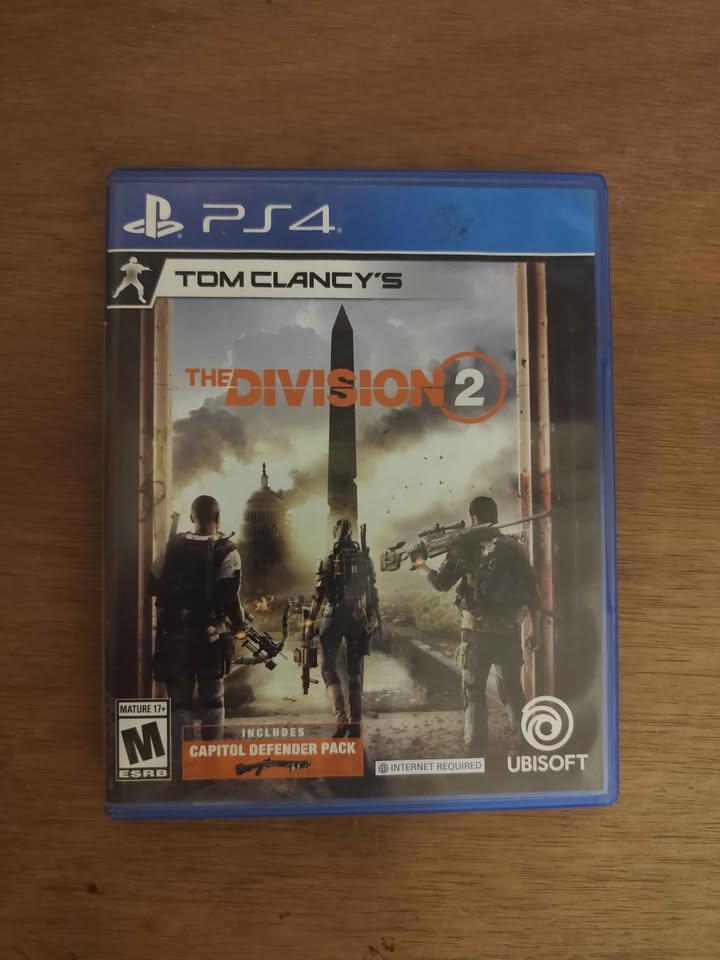 PS4
TOM CLANCY'S
THE DIVISION 2
MATURE 17+
M
ESRB
INCLUDES
CAPITOL DEFENDER PACK
INTERNET REQUIRED
UBISOFT